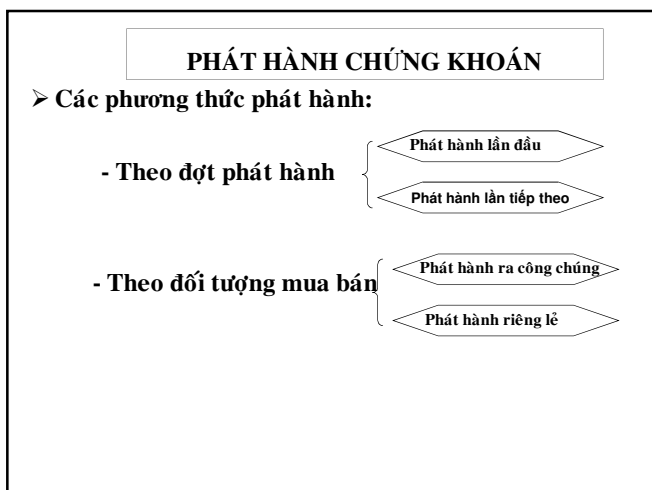 PHÁT HÀNH CHỨNG KHOÁN
➢ Các phương thức phát hành:
Phát hành lần đầu
- Theo đợt phát hành
Phát hành lần tiếp theo
Phát hành ra công chúng
- Theo đối tượng mua bán
Phát hành riêng lẻ